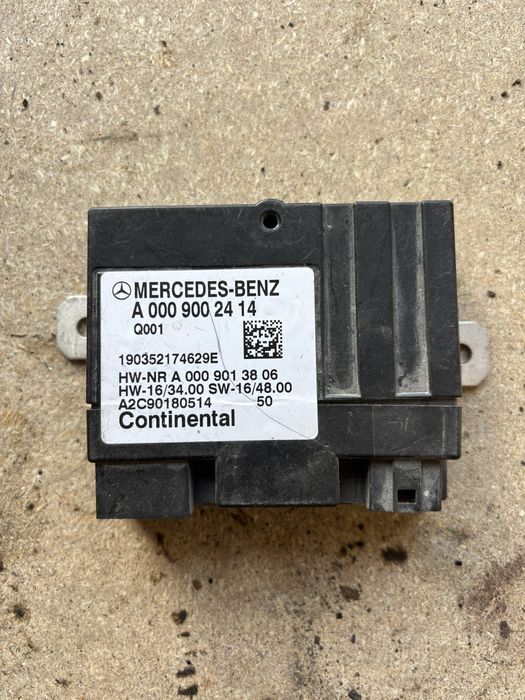 MERCEDES-BENZ
A 000 900 24 14
Q001
190352174629E
HW-NR A 000 901 38 06
HW-16/34.00 SW-16/48.00
A2C90180514 50
Continental